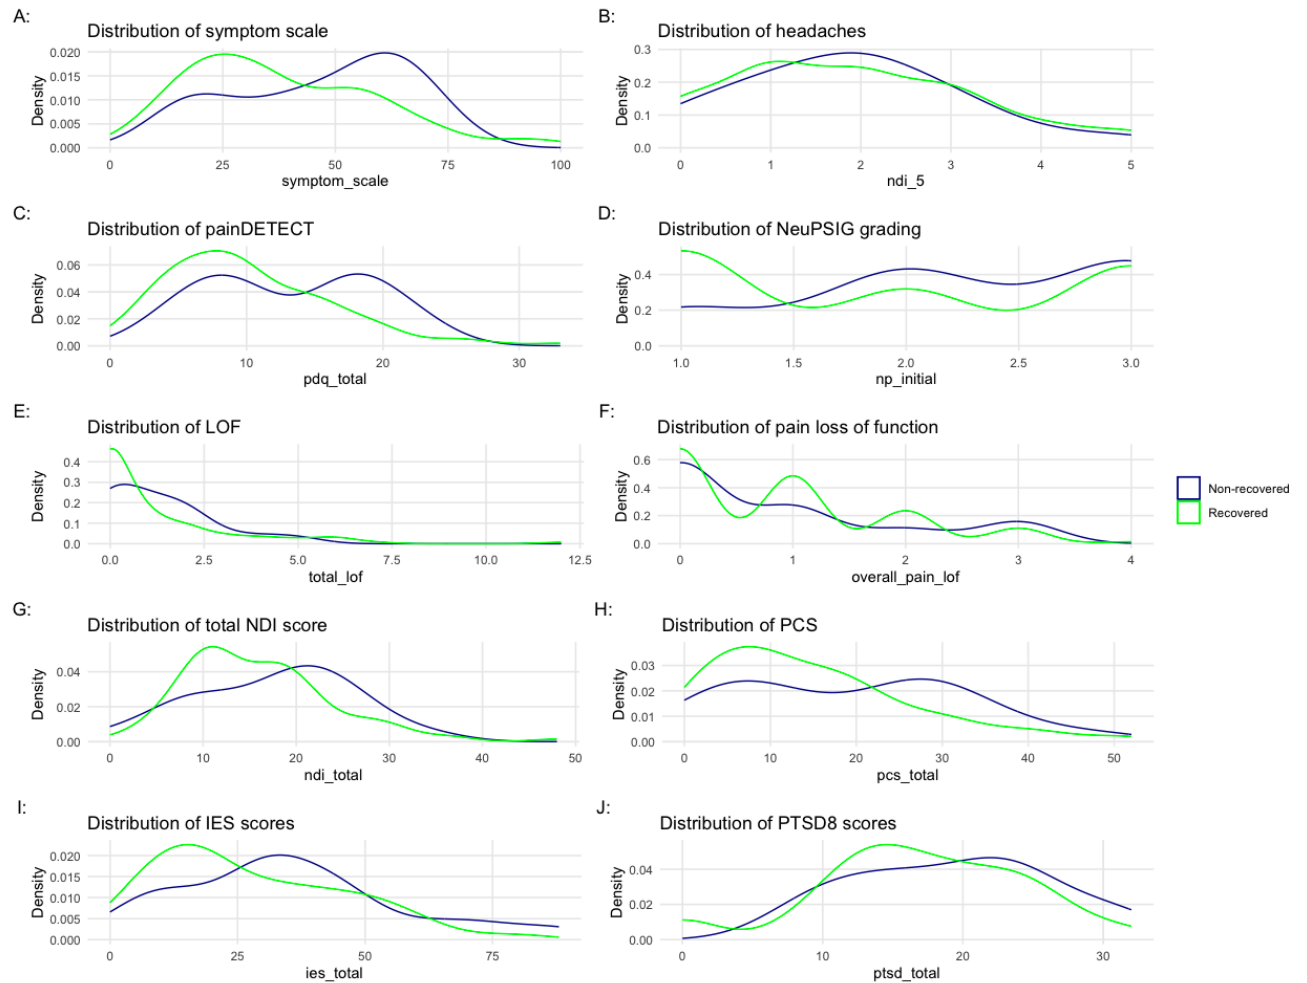 A:
Distribution of symptom scale
Density
0.020
0.015
0.010
0.005
0.000
0 25 50 75 100
symptom_scale
B:
Distribution of headaches
Density
0.3
0.2
0.1
0.0
0 1 2 3 4 5
ndi_5
C:
Distribution of painDETECT
Density
0.06
0.04
0.02
0.00
0 10 20 30
pdq_total
D:
Distribution of NeuPSIG grading
Density
0.4
0.2
0.0
1.0 1.5 2.0 2.5 3.0
np_initial
E:
Distribution of LOF
Density
0.4
0.3
0.2
0.1
0.0
0.0 2.5 5.0 7.5 10.0 12.5
total_lof
F:
Distribution of pain loss of function
Density
0.6
0.4
0.2
0.0
0 1 2 3 4
overall_pain_lof
Non-recovered
Recovered
G:
Distribution of total NDI score
Density
0.04
0.02
0.00
0 10 20 30 40 50
ndi_total
H:
Distribution of PCS
Density
0.03
0.02
0.01
0.00
0 10 20 30 40 50
pcs_total
I:
Distribution of IES scores
Density
0.020
0.015
0.010
0.005
0.000
0 25 50 75
ies_total
J:
Distribution of PTSD8 scores
Density
0.04
0.02
0.00
0 10 20 30
ptsd_total